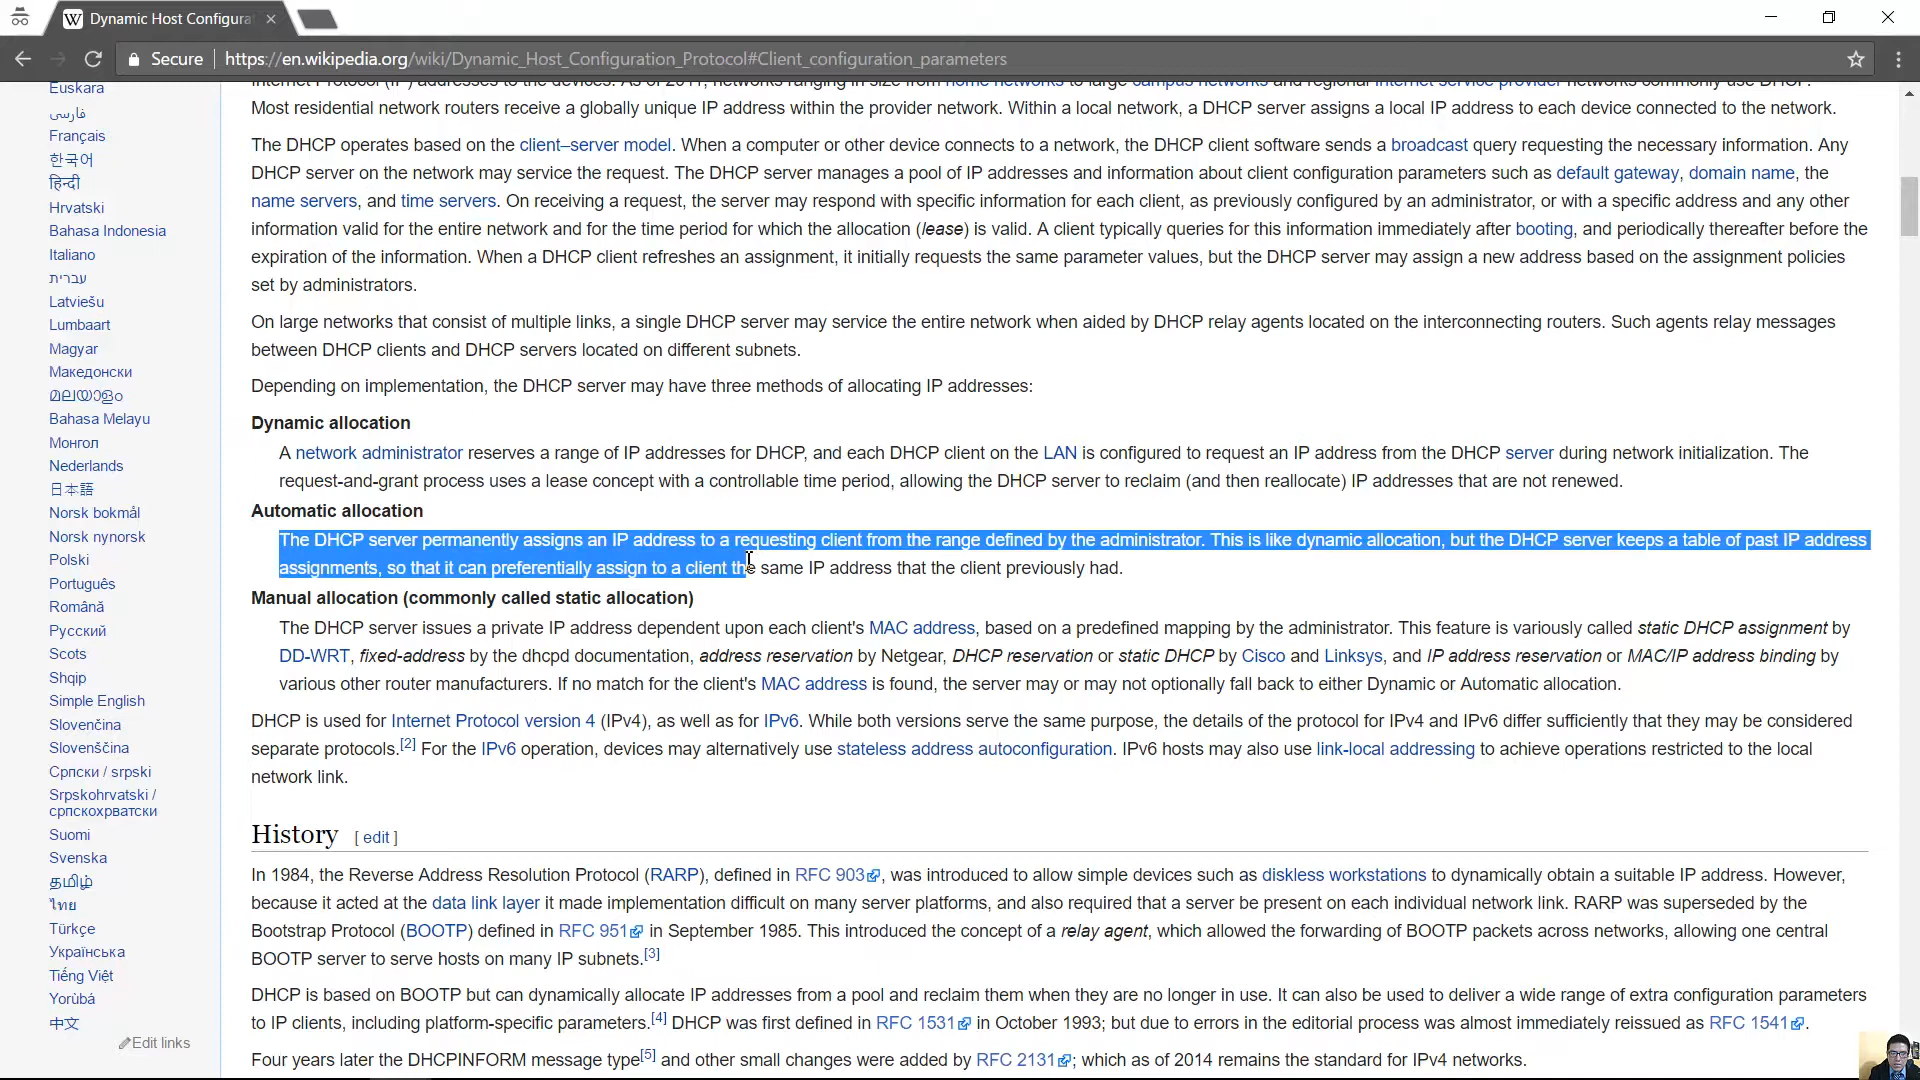 Dynamic Host Configura
Secure
https://en.wikipedia.org/wiki/Dynamic_Host_Configuration_Protocol#Client_configuration_parameters
Euskara
فارسی
Français
한국어
हिन्दी
Hrvatski
Bahasa Indonesia
Italiano
עברית
Latviešu
Lumbaart
Magyar
Македонски
മലയാളം
Bahasa Melayu
Монгол
Nederlands
日本語
Norsk bokmål
Norsk nynorsk
Polski
Português
Română
Русский
Scots
Shqip
Simple English
Slovenčina
Slovenščina
Српски / srpski
Srpskohrvatski /
српскохрватски
Suomi
Svenska
தமிழ்
ไทย
Türkçe
Українська
Tiếng Việt
Yorùbá
中文
Edit links
Internet Protocol (IP) addresses to the devices. As of 2011, networks ranging in size from home networks to large campus networks and regional Internet service provider networks commonly use DHCP.
Most residential network routers receive a globally unique IP address within the provider network. Within a local network, a DHCP server assigns a local IP address to each device connected to the network.
The DHCP operates based on the client–server model. When a computer or other device connects to a network, the DHCP client software sends a broadcast query requesting the necessary information. Any
DHCP server on the network may service the request. The DHCP server manages a pool of IP addresses and information about client configuration parameters such as default gateway, domain name, the
name servers, and time servers. On receiving a request, the server may respond with specific information for each client, as previously configured by an administrator, or with a specific address and any other
information valid for the entire network and for the time period for which the allocation (lease) is valid. A client typically queries for this information immediately after booting, and periodically thereafter before the
expiration of the information. When a DHCP client refreshes an assignment, it initially requests the same parameter values, but the DHCP server may assign a new address based on the assignment policies
set by administrators.
On large networks that consist of multiple links, a single DHCP server may service the entire network when aided by DHCP relay agents located on the interconnecting routers. Such agents relay messages
between DHCP clients and DHCP servers located on different subnets.
Depending on implementation, the DHCP server may have three methods of allocating IP addresses:
Dynamic allocation
A network administrator reserves a range of IP addresses for DHCP, and each DHCP client on the LAN is configured to request an IP address from the DHCP server during network initialization. The
request-and-grant process uses a lease concept with a controllable time period, allowing the DHCP server to reclaim (and then reallocate) IP addresses that are not renewed.
Automatic allocation
The DHCP server permanently assigns an IP address to a requesting client from the range defined by the administrator. This is like dynamic allocation, but the DHCP server keeps a table of past IP address
assignments, so that it can preferentially assign to a client the same IP address that the client previously had.
Manual allocation (commonly called static allocation)
The DHCP server issues a private IP address dependent upon each client's MAC address, based on a predefined mapping by the administrator. This feature is variously called static DHCP assignment by
DD-WRT, fixed-address by the dhcpd documentation, address reservation by Netgear, DHCP reservation or static DHCP by Cisco and Linksys, and IP address reservation or MAC/IP address binding by
various other router manufacturers. If no match for the client's MAC address is found, the server may or may not optionally fall back to either Dynamic or Automatic allocation.
DHCP is used for Internet Protocol version 4 (IPv4), as well as for IPv6. While both versions serve the same purpose, the details of the protocol for IPv4 and IPv6 differ sufficiently that they may be considered
separate protocols.[2] For the IPv6 operation, devices may alternatively use stateless address autoconfiguration. IPv6 hosts may also use link-local addressing to achieve operations restricted to the local
network link.
History [ edit ]
In 1984, the Reverse Address Resolution Protocol (RARP), defined in RFC 903, was introduced to allow simple devices such as diskless workstations to dynamically obtain a suitable IP address. However,
because it acted at the data link layer it made implementation difficult on many server platforms, and also required that a server be present on each individual network link. RARP was superseded by the
Bootstrap Protocol (BOOTP) defined in RFC 951 in September 1985. This introduced the concept of a relay agent, which allowed the forwarding of BOOTP packets across networks, allowing one central
BOOTP server to serve hosts on many IP subnets.[3]
DHCP is based on BOOTP but can dynamically allocate IP addresses from a pool and reclaim them when they are no longer in use. It can also be used to deliver a wide range of extra configuration parameters
to IP clients, including platform-specific parameters.[4] DHCP was first defined in RFC 1531 in October 1993; but due to errors in the editorial process was almost immediately reissued as RFC 1541.
Four years later the DHCPINFORM message type[5] and other small changes were added by RFC 2131; which as of 2014 remains the standard for IPv4 networks.